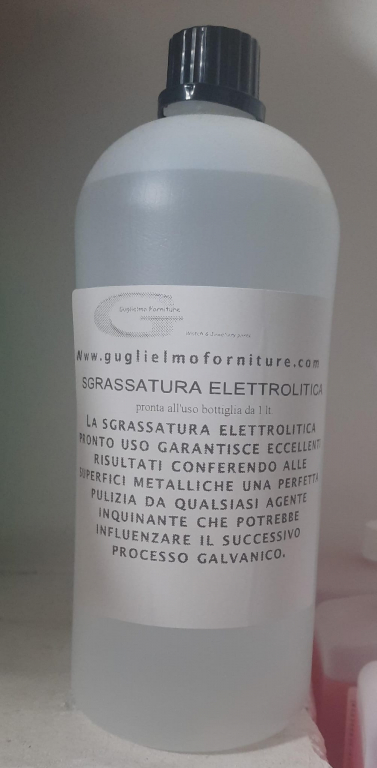 Guglielmo Forniture
Www.guglielmoforniture.com
SGRASSATURA ELETTROLITICA
pronta all'uso bottiglia da 1 lt
LA SGRASSATURA ELETTROLITICA
PRONTO USO GARANTISCE ECCELLENTI
RISULTATI CONFERENDO ALLE
SUPERFICI METALLICHE UNA PERFETTA
PULIZIA DA QUALSIASI AGENTE
INQUINANTE CHE POTREBBE
INFLUENZARE IL SUCCESSIVO
PROCESSO GALVANICO.